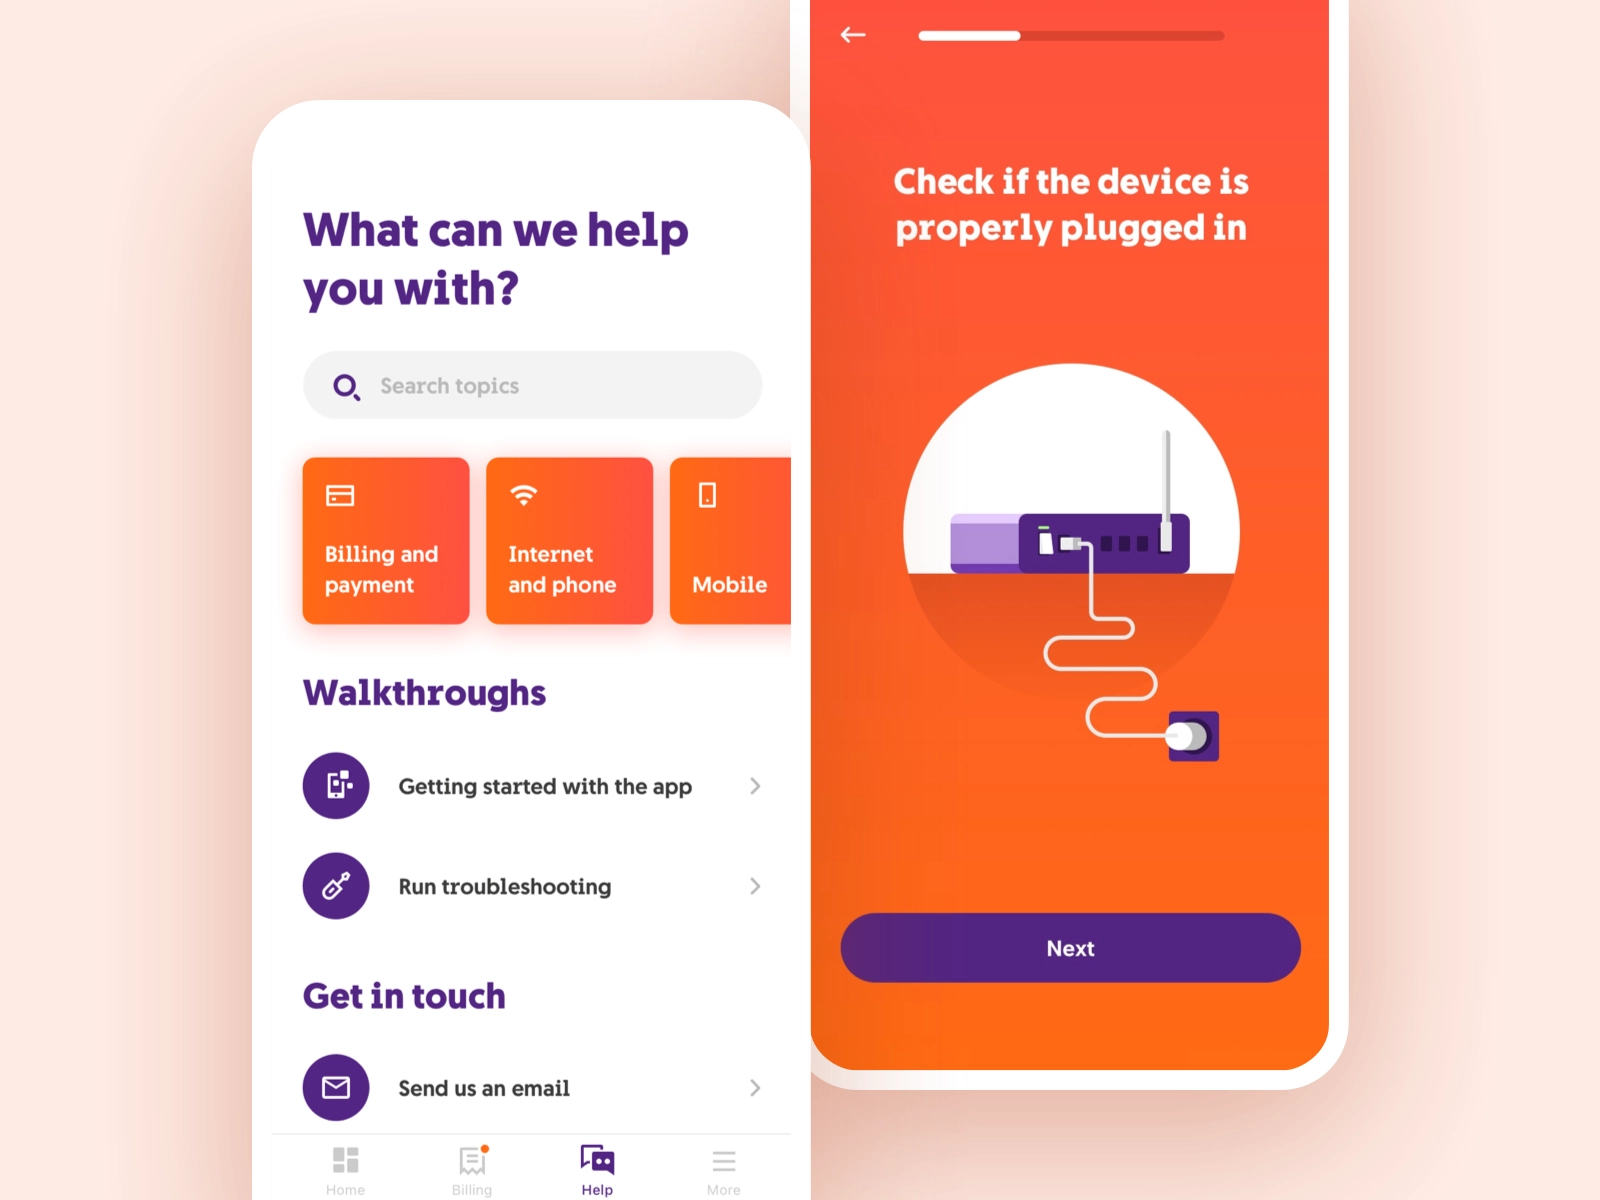 What can we help
you with?
Search topics
Billing and
payment
Internet
and phone
Mobile
Walkthroughs
Getting started with the app
Run troubleshooting
Get in touch
Send us an email
Home
Billing
Help
More
Check if the device is
properly plugged in
Next